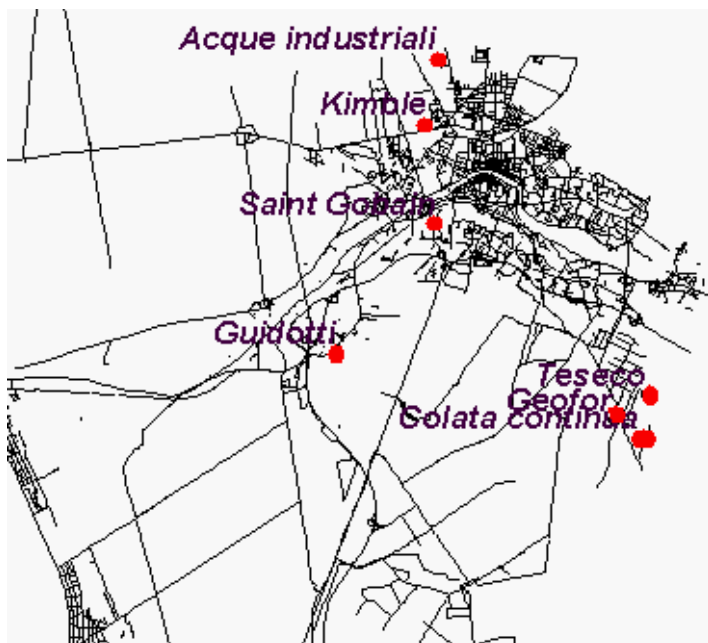 Acque industriali
Kimble
Saint Gobain
Guidotti
Teseco
Geofor
Colata continua